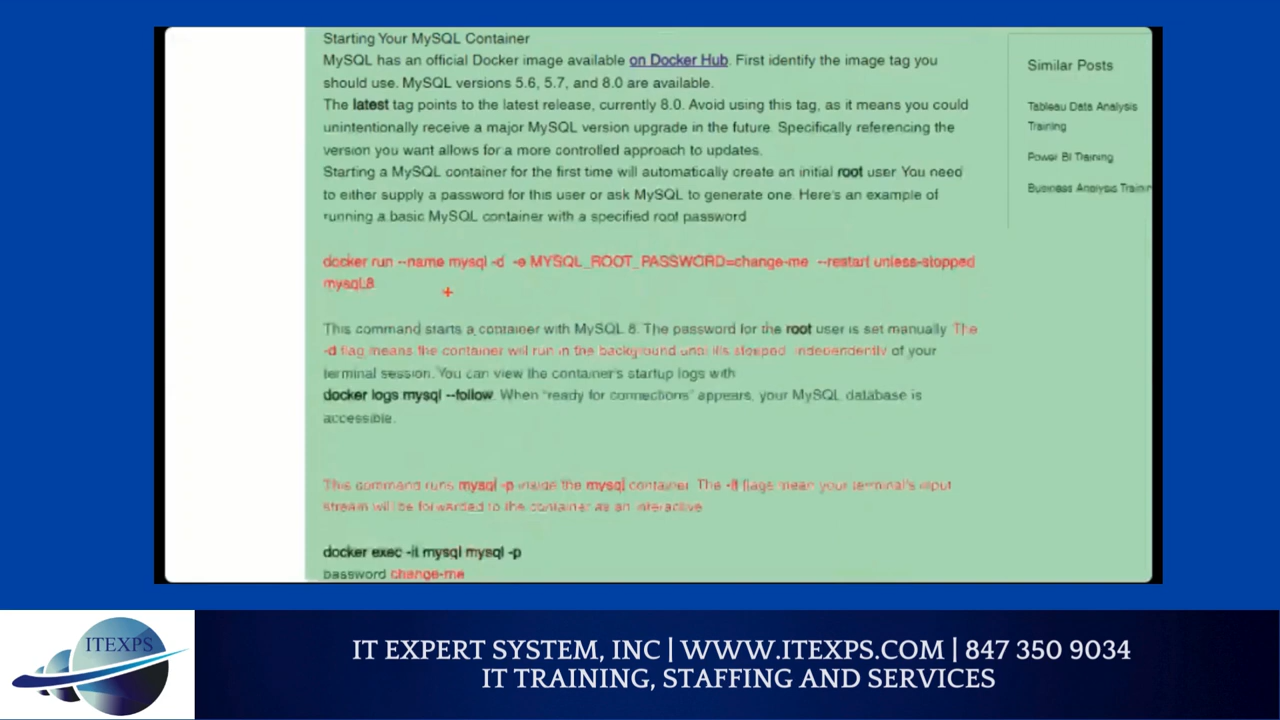 Starting Your MySQL Container
MySQL has an official Docker image available on Docker Hub. First identify the image tag you
should use. MySQL versions 5.6, 5.7, and 8.0 are available.
The latest tag points to the latest release, currently 8.0. Avoid using this tag, as it means you could
unintentionally receive a major MySQL version upgrade in the future. Specifically referencing the
version you want allows for a more controlled approach to updates.
Starting a MySQL container for the first time will automatically create an initial root user You need
to either supply a password for this user or ask MySQL to generate one. Here's an example of
running a basic MySQL container with a specified root password
docker run --name mysql -d -e MYSQL_ROOT_PASSWORD=change-me --restart unless-stopped
mysql:8
This command starts a container with MySQL 8. The password for the root user is set manually The
-d flag means the container will run in the background until it's stopped independently of your
terminal session. You can view the container's startup logs with
docker logs mysql --follow. When "ready for connections" appears, your MySQL database is
accessible.
This command runs mysql -p inside the mysql container. The -it flags mean your terminal's input
stream will be forwarded to the container as an interactive
docker exec -it mysql mysql -p
password change-me
Similar Posts
Tableau Data Analysis
Training
Power BI Training
Business Analysis Trainin
ITEXPS
IT EXPERT SYSTEM, INC | WWW.ITEXPS.COM | 847 350 9034
IT TRAINING, STAFFING AND SERVICES